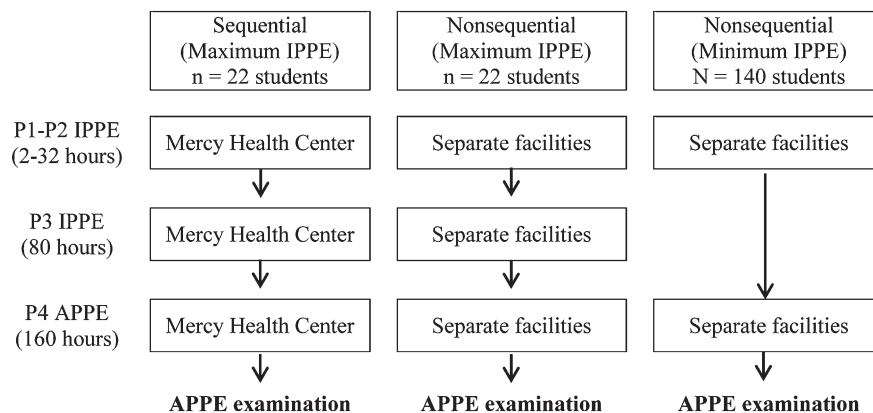 Sequential
(Maximum IPPE)
n = 22 students
Nonsequential
(Maximum IPPE)
n = 22 students
Nonsequential
(Minimum IPPE)
N = 140 students
P1-P2 IPPE
(2-32 hours)
Mercy Health Center
Separate facilities
Separate facilities
P3 IPPE
(80 hours)
Mercy Health Center
Separate facilities
P4 APPE
(160 hours)
Mercy Health Center
Separate facilities
Separate facilities
APPE examination
APPE examination
APPE examination